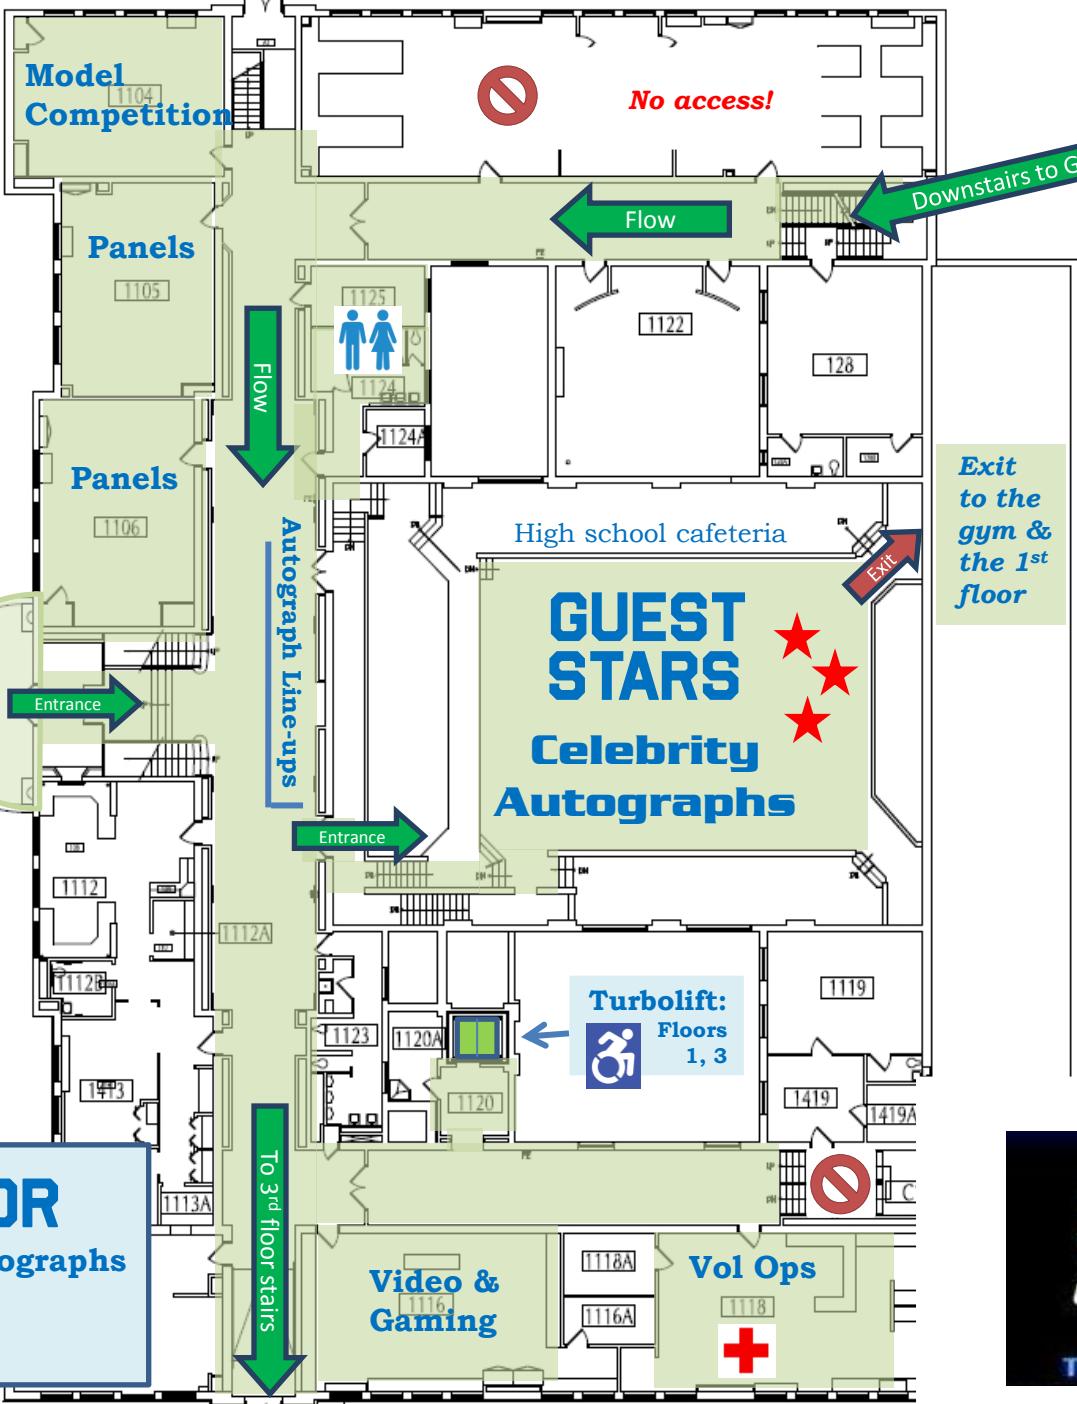 Model
Competition
1104
No access!
Downstairs to G
Flow
Panels
1105
1125
1122
128
Flow
1124
1124A
Panels
1106
Exit
to the
gym &
the 1st
floor
High school cafeteria
Exit
Autograph Line-ups
GUEST
STARS
Celebrity
Autographs
Entrance
Entrance
1112
1112A
1112B
1123
1120A
Turbolift:
Floors
1, 3
1119
1413
1120
1419
1419A
To 3rd floor stairs
1113A
OR
ographs
Video &
Gaming
1116
1118A
1116A
Vol Ops
1118
C
T